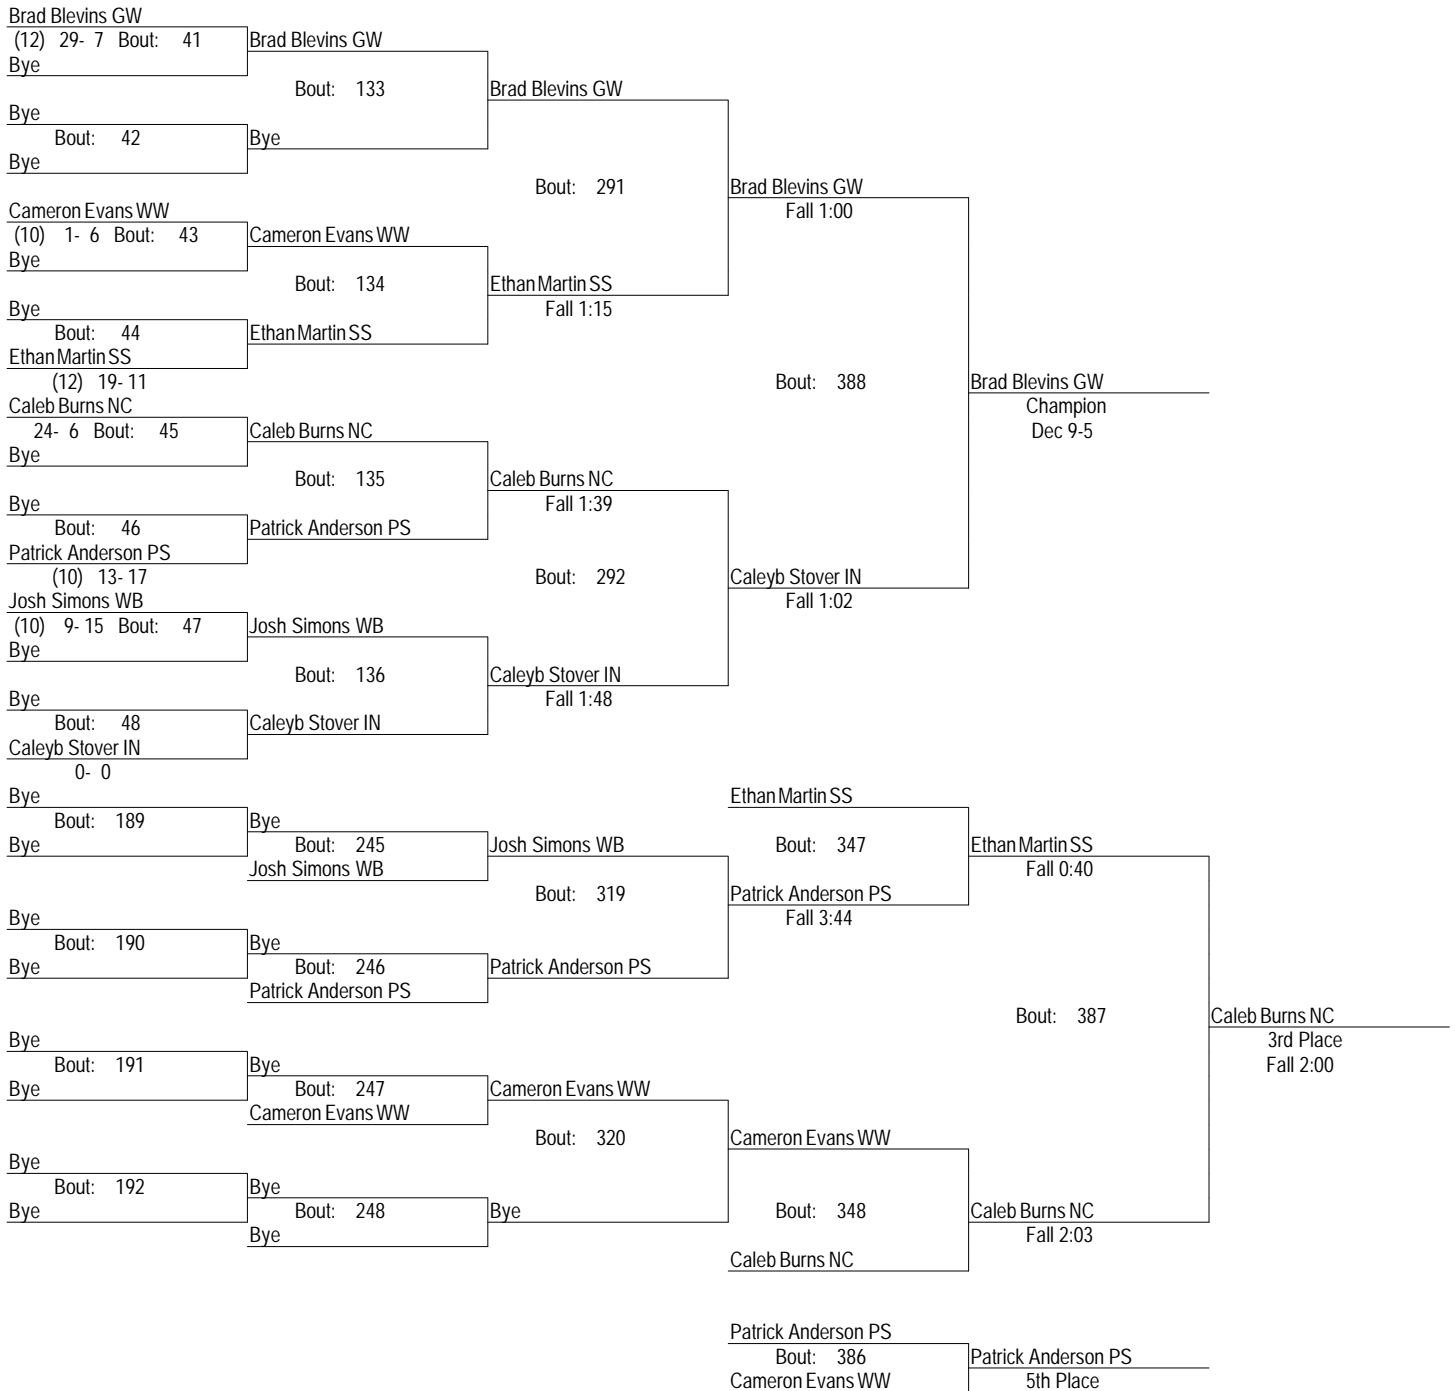 Brad Blevins GW
(12) 29- 7 Bout: 41
Brad Blevins GW
Bye
Bout: 133
Brad Blevins GW
Bye
Bout: 42
Bye
Bye
Bout: 291
Brad Blevins GW
Fall 1:00
Cameron Evans WW
(10) 1- 6 Bout: 43
Cameron Evans WW
Bye
Bout: 134
Ethan Martin SS
Fall 1:15
Bye
Bout: 44
Ethan Martin SS
Ethan Martin SS
(12) 19- 11
Bout: 388
Brad Blevins GW
Champion
Dec 9-5
Caleb Burns NC
24- 6 Bout: 45
Caleb Burns NC
Bye
Bout: 135
Caleb Burns NC
Fall 1:39
Bye
Bout: 46
Patrick Anderson PS
Patrick Anderson PS
(10) 13- 17
Bout: 292
Caleyb Stover IN
Fall 1:02
Josh Simons WB
(10) 9- 15 Bout: 47
Josh Simons WB
Bye
Bout: 136
Caleyb Stover IN
Fall 1:48
Bye
Bout: 48
Caleyb Stover IN
Caleyb Stover IN
0- 0
Bye
Bout: 189
Bye
Bye
Bout: 245
Josh Simons WB
Josh Simons WB
Bout: 319
Ethan Martin SS
Bout: 347
Ethan Martin SS
Fall 0:40
Patrick Anderson PS
Fall 3:44
Bye
Bout: 190
Bye
Bye
Bout: 246
Patrick Anderson PS
Patrick Anderson PS
Bout: 387
Caleb Burns NC
3rd Place
Fall 2:00
Bye
Bout: 191
Bye
Bye
Bout: 247
Cameron Evans WW
Cameron Evans WW
Bout: 320
Cameron Evans WW
Bye
Bout: 192
Bye
Bye
Bout: 248
Bye
Bye
Bout: 348
Caleb Burns NC
Fall 2:03
Caleb Burns NC
Patrick Anderson PS
Bout: 386
Patrick Anderson PS
Cameron Evans WW
5th Place